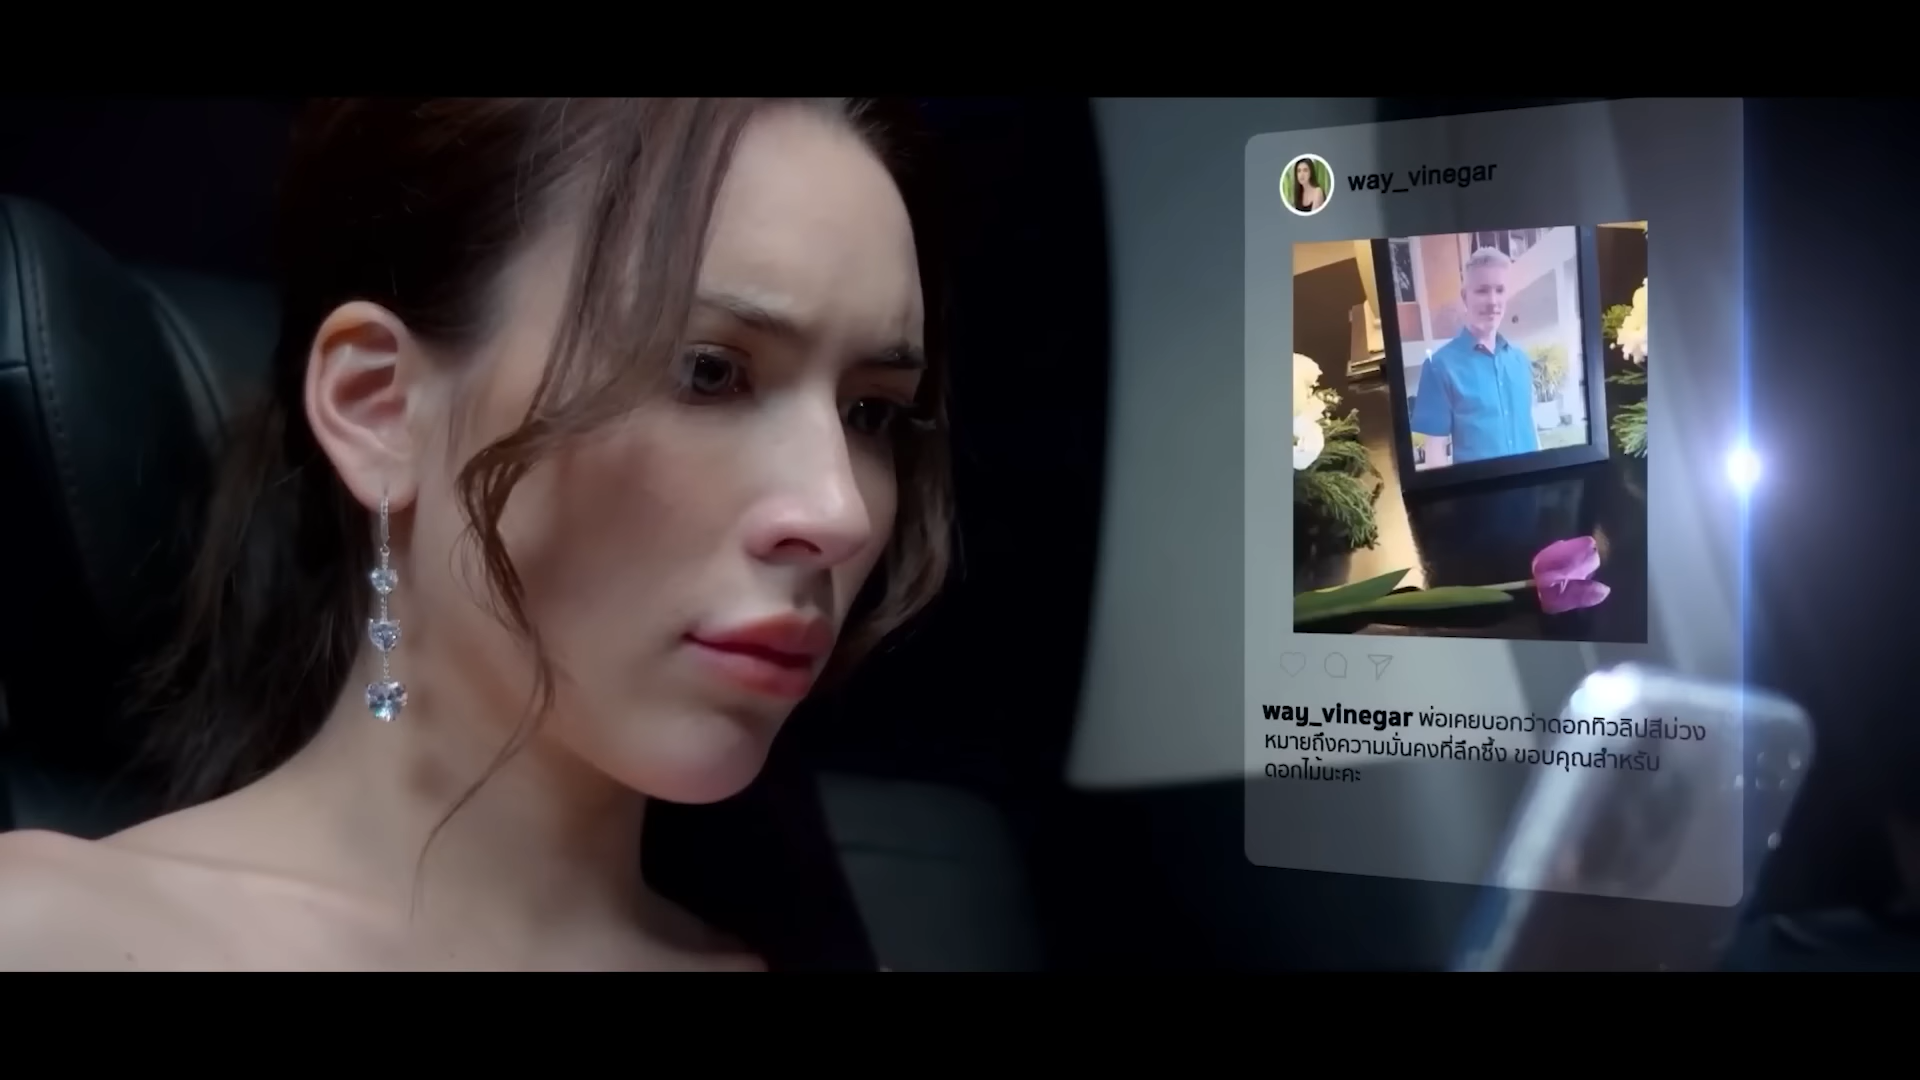 way_vinegar
way_vinegar พ่อเคยบอกว่าดอกทิวลิปสีม่วง
หมายถึงความมั่นคงที่ลึกซึ้ง ขอบคุณสำหรับ
ดอกไม้นะคะ